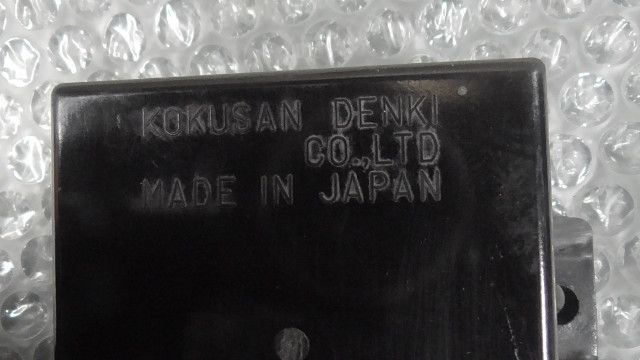 KOKUSAN DENKI
CO.,LTD
MADE IN JAPAN